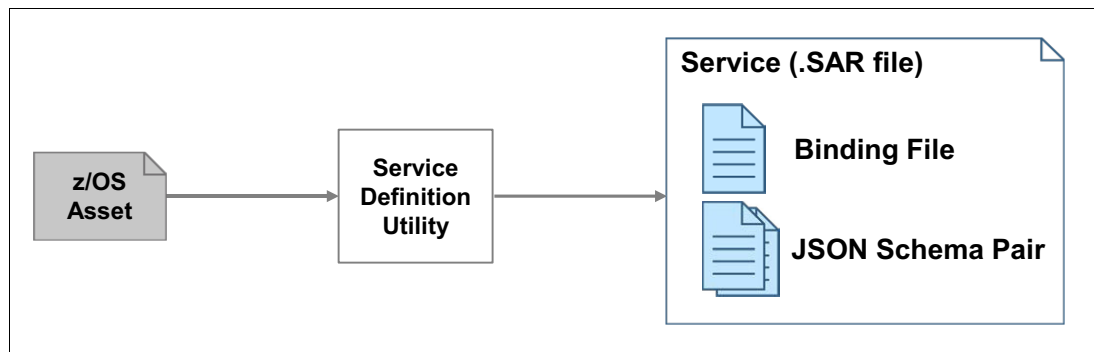 z/OS
Asset
Service
Definition
Utility
Service (.SAR file)
Binding File
JSON Schema Pair